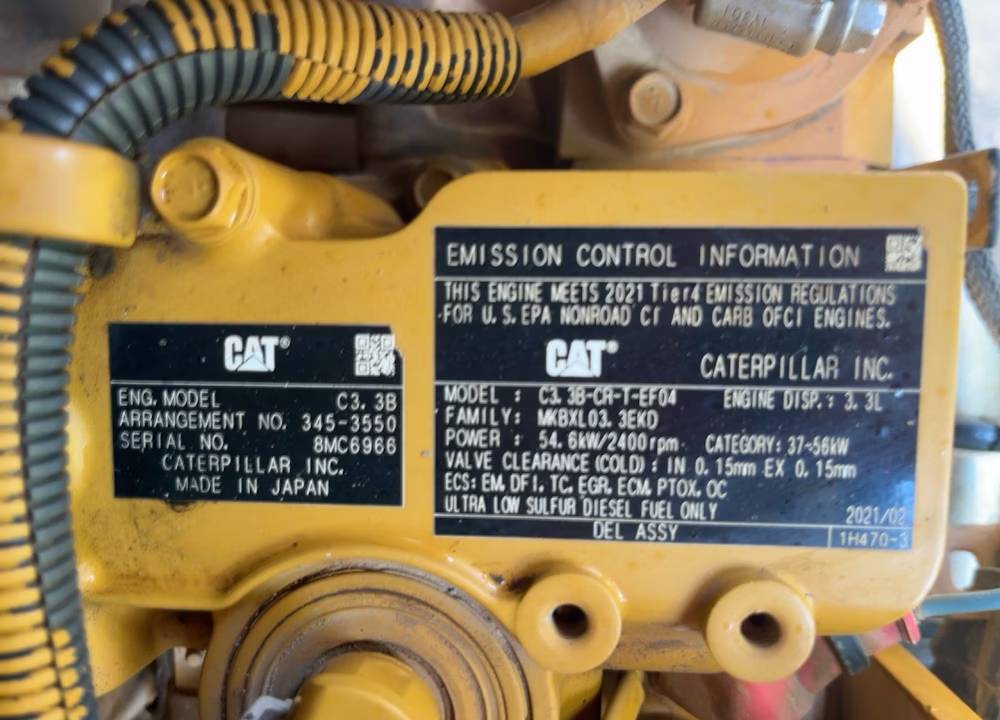 IDEAL
EMISSION CONTROL INFORMATION
THIS ENGINE MEETS 2021 Tier4 EMISSION REGULATIONS
FOR U.S.EPA NONROAD CI AND CARB OFCI ENGINES.
CAT® CATERPILLAR INC.
MODEL : C3.3B-CR-T-EF04 ENGINE DISP.: 3.3L
FAMILY: MKBXL03.3EKD
POWER : 54.6kW/2400rpm CATEGORY: 37-56kW
VALVE CLEARANCE (COLD) : IN 0.15mm EX 0.15mm
ECS: EM, DFI, TC, EGR, ECM, PTOX, OC
ULTRA LOW SULFUR DIESEL FUEL ONLY 2021/02
DEL ASSY 1H470-3
CAT®
ENG. MODEL C3.3B
ARRANGEMENT NO. 345-3550
SERIAL NO. 8MC6966
CATERPILLAR INC.
MADE IN JAPAN